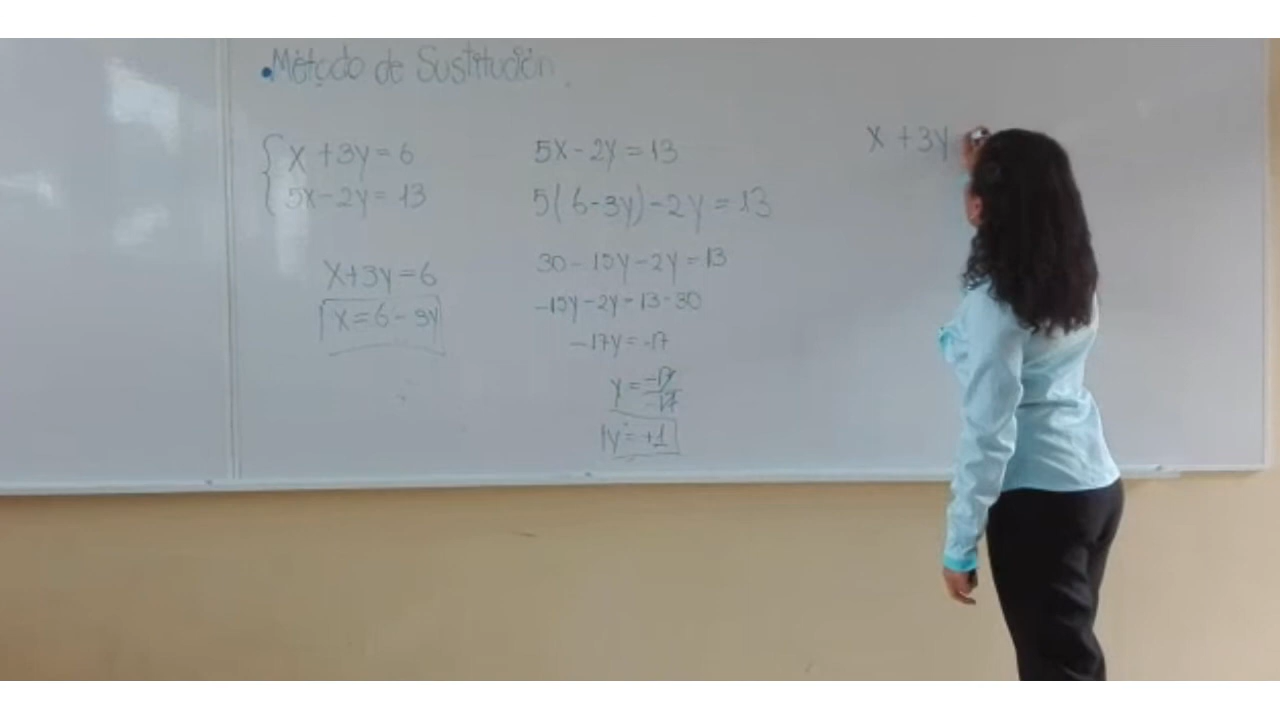 •Método de Sustitución
x + 3y = 6
5x - 2y = 13
x + 3y = 6
x = 6 - 3y
5x - 2y = 13
5(6-3y) - 2y = 13
30 - 15y - 2y = 13
-15y - 2y = 13 - 30
-17y = -17
y = -17/-17
y = +1
x + 3y